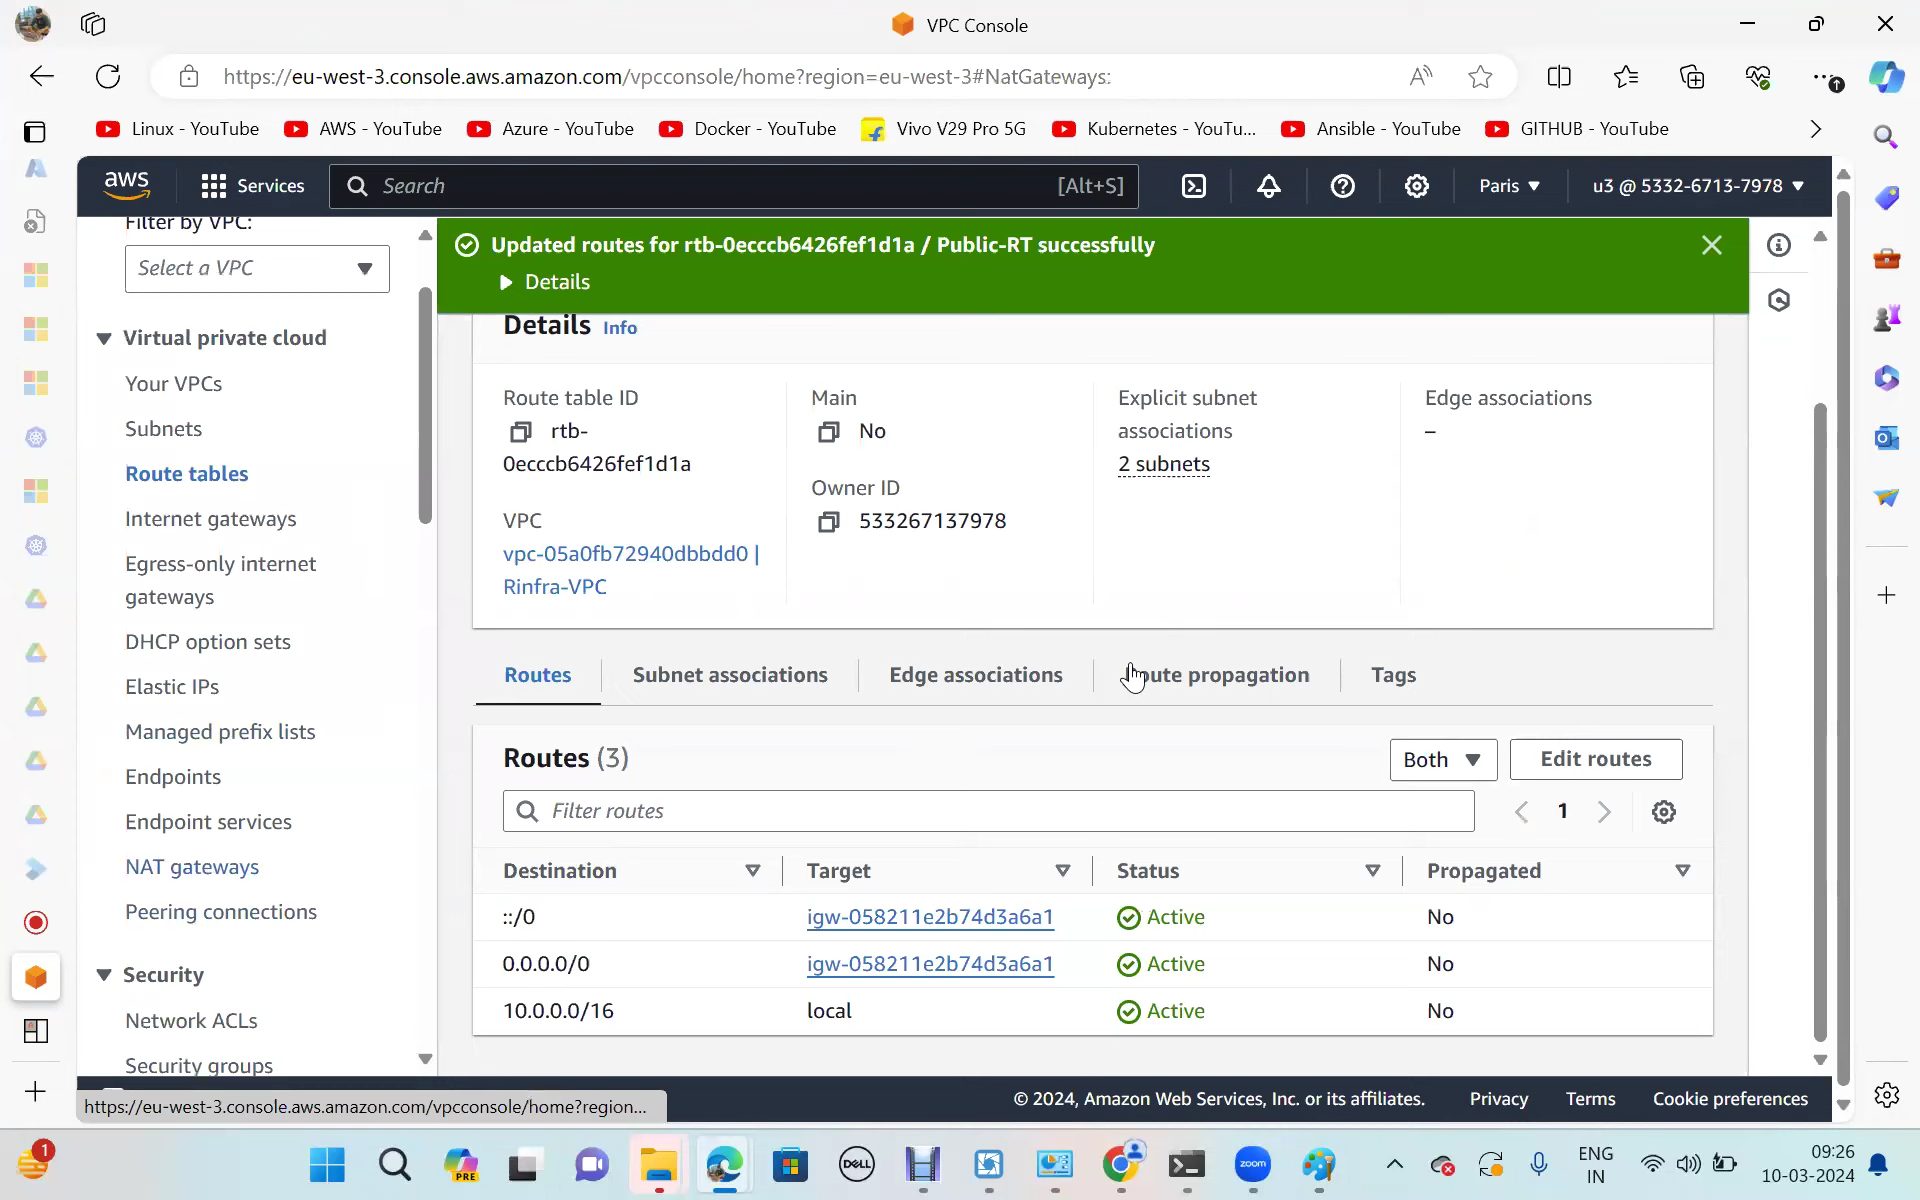 VPC Console
https://eu-west-3.console.aws.amazon.com/vpcconsole/home?region=eu-west-3#NatGateways:
Linux - YouTube
AWS - YouTube
Azure - YouTube
Docker - YouTube
Vivo V29 Pro 5G
Kubernetes - YouTu...
Ansible - YouTube
GITHUB - YouTube
aws
Services
Search
[Alt+S]
Paris
u3 @ 5332-6713-7978
Filter by VPC:
Select a VPC
Virtual private cloud
Your VPCs
Subnets
Route tables
Internet gateways
Egress-only internet
gateways
DHCP option sets
Elastic IPs
Managed prefix lists
Endpoints
Endpoint services
NAT gateways
Peering connections
Security
Network ACLs
Security groups
Updated routes for rtb-0ecccb6426fef1d1a / Public-RT successfully
Details
Details Info
Route table ID
rtb-
0ecccb6426fef1d1a
VPC
vpc-05a0fb72940dbbdd0 |
Rinfra-VPC
Main
No
Owner ID
533267137978
Explicit subnet
associations
2 subnets
Edge associations
–
Routes
Subnet associations
Edge associations
oute propagation
Tags
Routes (3)
Both
Edit routes
Filter routes
1
Destination
Target
Status
Propagated
::/0
igw-058211e2b74d3a6a1
Active
No
0.0.0.0/0
igw-058211e2b74d3a6a1
Active
No
10.0.0.0/16
local
Active
No
https://eu-west-3.console.aws.amazon.com/vpcconsole/home?region...
© 2024, Amazon Web Services, Inc. or its affiliates.
Privacy
Terms
Cookie preferences
1
PRE
DELL
zoom
ENG
IN
09:26
10-03-2024